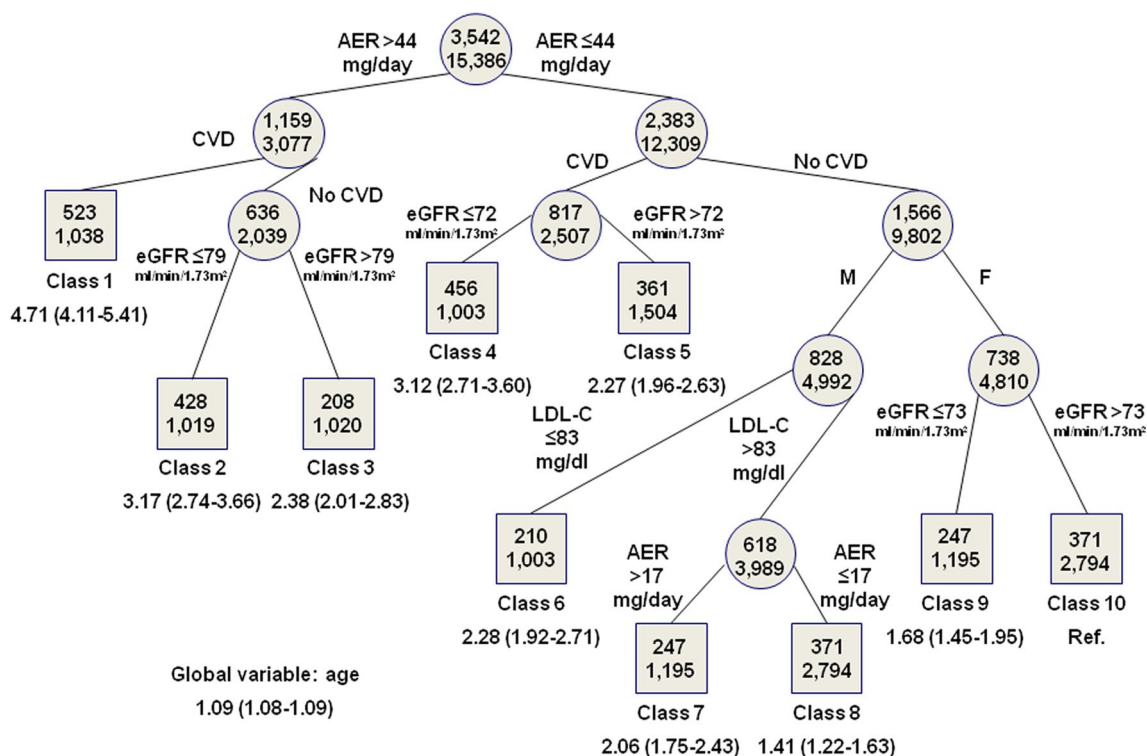 AER >44
mg/day
3,542
15,386
AER ≤44
mg/day
CVD
1,159
3,077
No CVD
2,383
12,309
CVD
No CVD
523
1,038
Class 1
4.71 (4.11-5.41)
636
2,039
eGFR ≤79
ml/min/1.73m²
eGFR >79
ml/min/1.73m²
428
1,019
Class 2
3.17 (2.74-3.66)
208
1,020
Class 3
2.38 (2.01-2.83)
817
2,507
eGFR ≤72
ml/min/1.73m²
eGFR >72
ml/min/1.73m²
456
1,003
Class 4
3.12 (2.71-3.60)
361
1,504
Class 5
2.27 (1.96-2.63)
1,566
9,802
M
F
828
4,992
738
4,810
LDL-C
≤83
mg/dl
LDL-C
>83
mg/dl
eGFR ≤73
ml/min/1.73m²
eGFR >73
ml/min/1.73m²
210
1,003
Class 6
2.28 (1.92-2.71)
618
3,989
AER
>17
mg/day
AER
≤17
mg/day
247
1,195
Class 7
2.06 (1.75-2.43)
371
2,794
Class 8
1.41 (1.22-1.63)
247
1,195
Class 9
1.68 (1.45-1.95)
371
2,794
Class 10
Ref.
Global variable: age
1.09 (1.08-1.09)